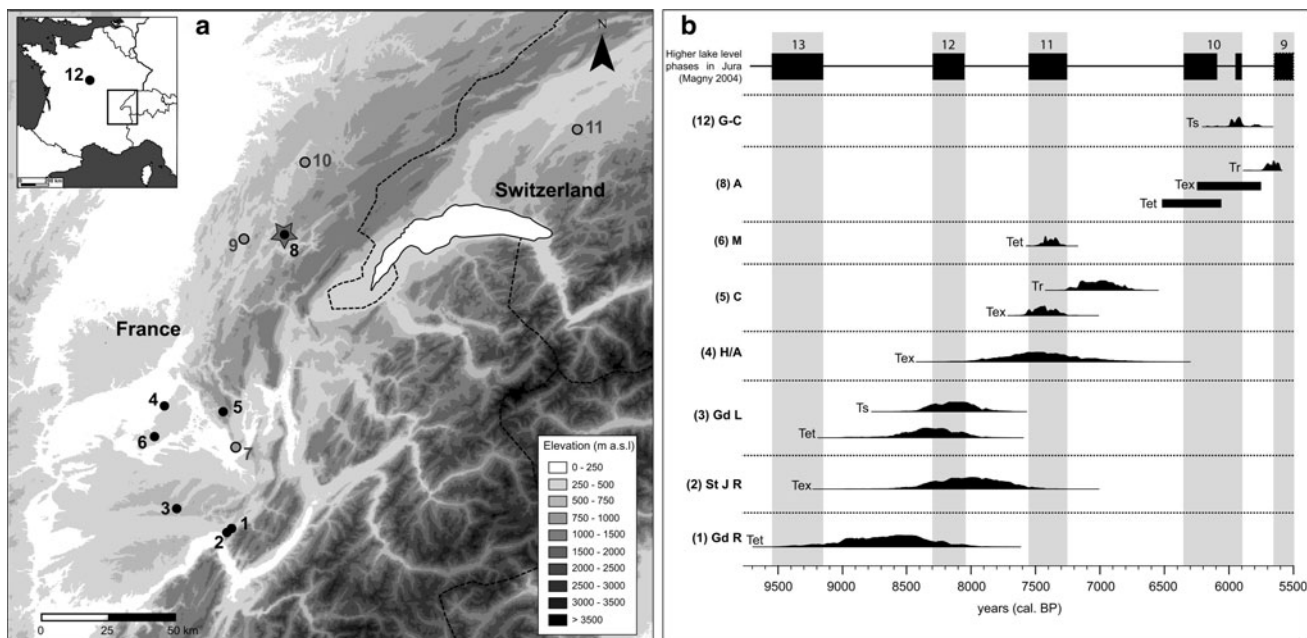 a
N
12
11
10
Switzerland
9
8
France
4
5
6
7
3
1
2
0
25
50 km
Elevation (m a.s.l)
0 - 250
250 - 500
500 - 750
750 - 1000
1000 - 1500
1500 - 2000
2000 - 2500
2500 - 3000
3000 - 3500
> 3500
b
13 12 11 10 9
Higher lake level
phases in Jura
(Magny 2004)
(12) G-C
Ts
(8) A
Tr
Tex
Tet
(6) M
Tet
(5) C
Tr
Tex
(4) H/A
Tex
(3) Gd L
Ts
Tet
(2) St J R
Tex
(1) Gd R
Tet
9500 9000 8500 8000 7500 7000 6500 6000 5500
years (cal. BP)